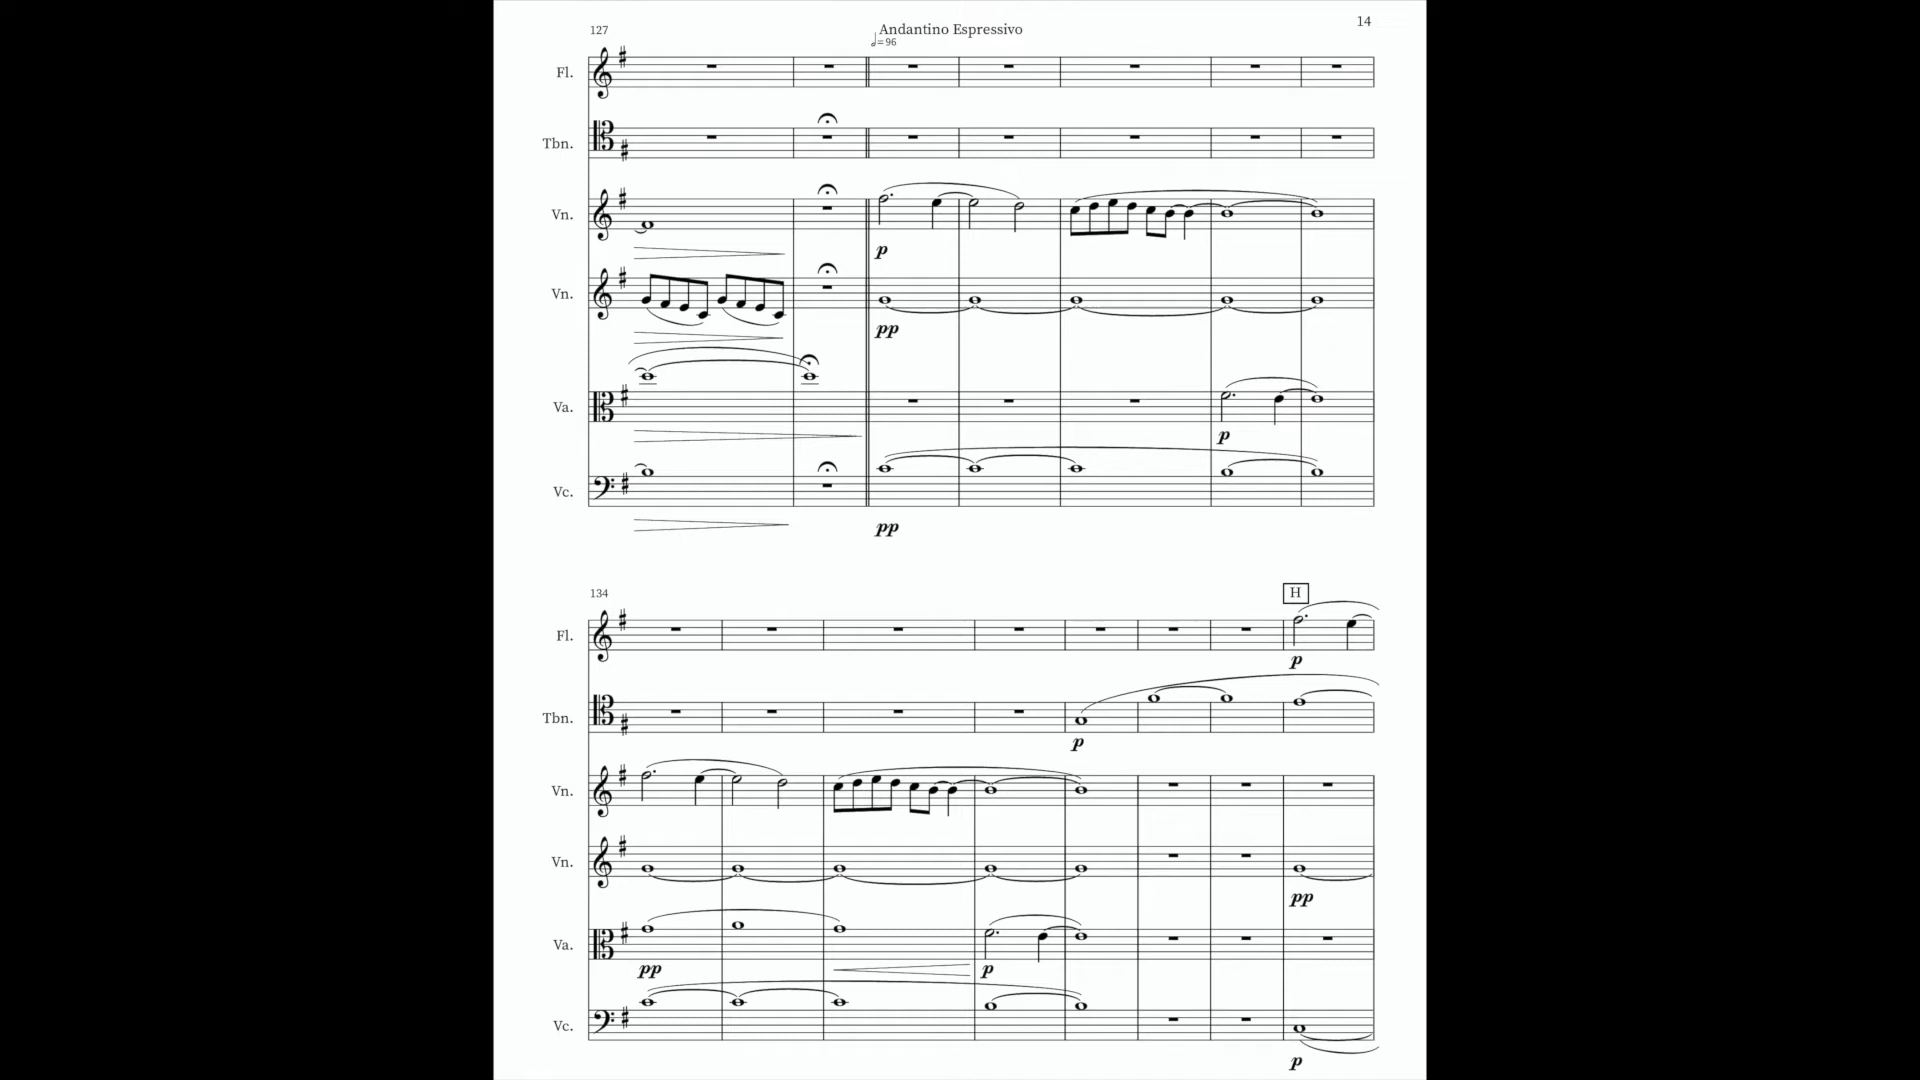 14
127
Andantino Espressivo
𝅗𝅥=96
Fl.
Tbn.
Vn.
p
Vn.
pp
Va.
p
Vc.
pp
134
H
Fl.
p
Tbn.
p
Vn.
Vn.
pp
Va.
pp p
Vc.
p